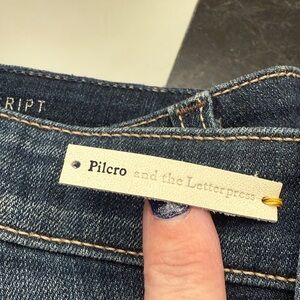 RIPT
Pilcro and the Letterpress